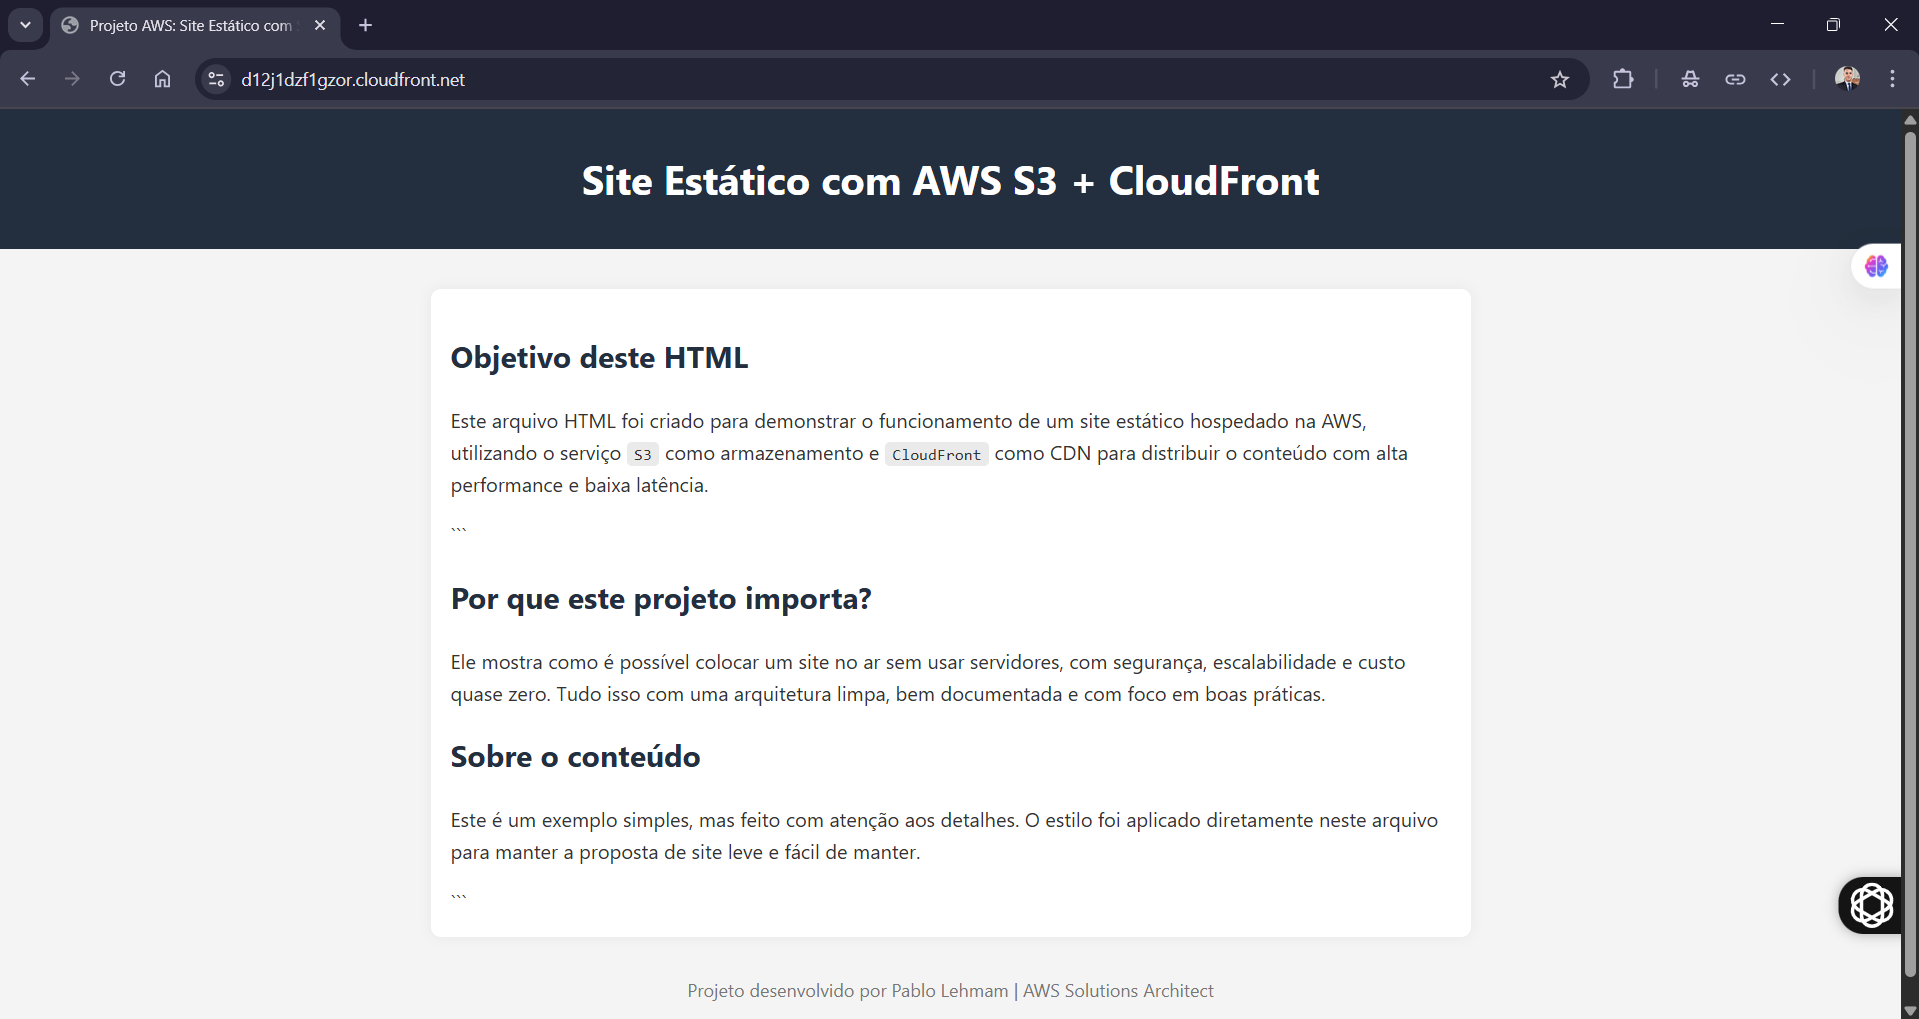 Projeto AWS: Site Estático com
d12j1dzf1gzor.cloudfront.net
Site Estático com AWS S3 + CloudFront
Objetivo deste HTML
Este arquivo HTML foi criado para demonstrar o funcionamento de um site estático hospedado na AWS,
utilizando o serviço S3 como armazenamento e CloudFront como CDN para distribuir o conteúdo com alta
performance e baixa latência.
```
Por que este projeto importa?
Ele mostra como é possível colocar um site no ar sem usar servidores, com segurança, escalabilidade e custo
quase zero. Tudo isso com uma arquitetura limpa, bem documentada e com foco em boas práticas.
Sobre o conteúdo
Este é um exemplo simples, mas feito com atenção aos detalhes. O estilo foi aplicado diretamente neste arquivo
para manter a proposta de site leve e fácil de manter.
```
Projeto desenvolvido por Pablo Lehmam | AWS Solutions Architect